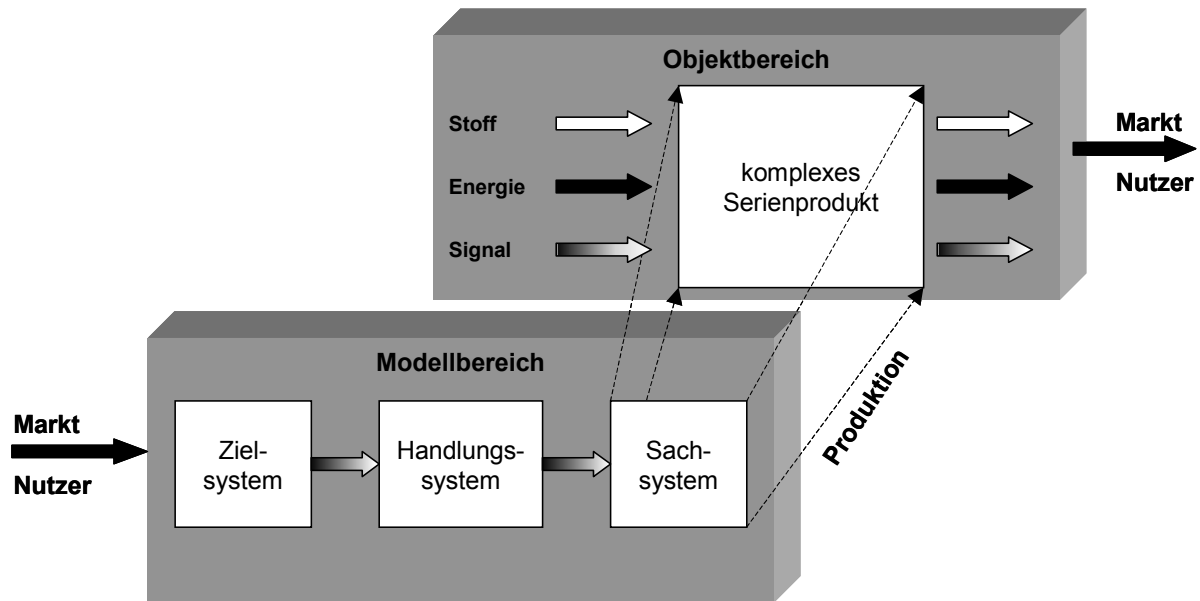 Objektbereich
Stoff
Energie
Signal
komplexes
Serienprodukt
Markt
Nutzer
Modellbereich
Markt
Nutzer
Ziel-
system
Handlungs-
system
Sach-
system
Produktion